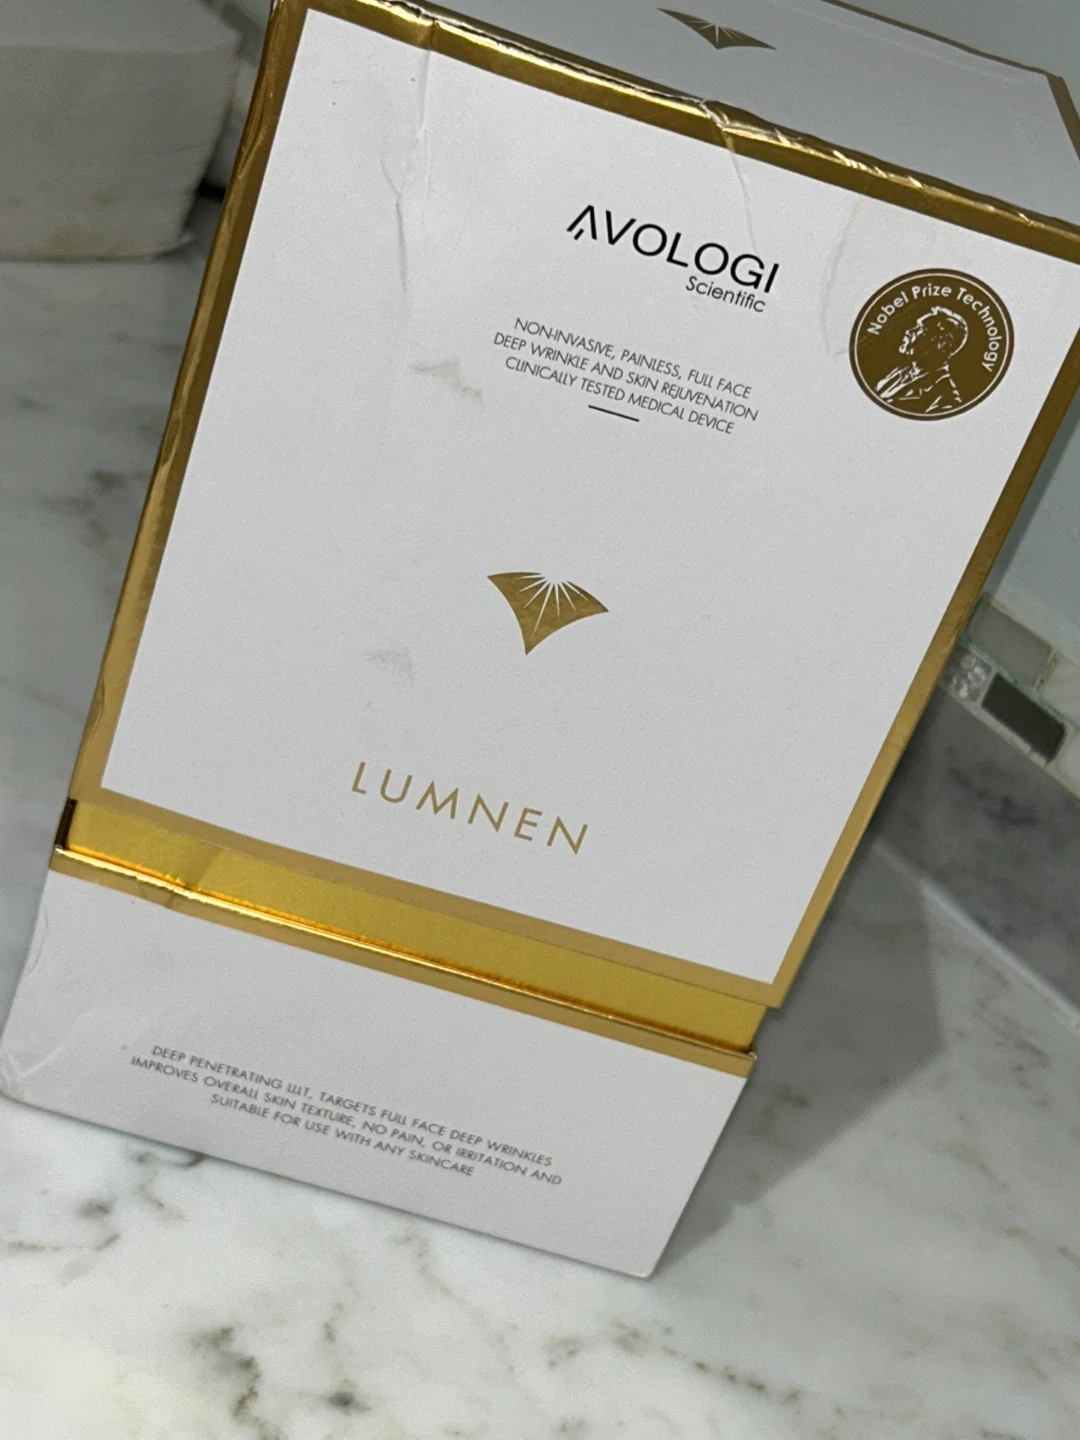 AVOLOGI
Scientific
Nobel Prize Technology
NON-INVASIVE, PAINLESS, FULL FACE
DEEP WRINKLE AND SKIN REJUVENATION
CLINICALLY TESTED MEDICAL DEVICE
LUMNEN
DEEP PENETRATING LLLT, TARGETS FULL FACE DEEP WRINKLES
IMPROVES OVERALL SKIN TEXTURE, NO PAIN, OR IRRITATION AND
SUITABLE FOR USE WITH ANY SKINCARE